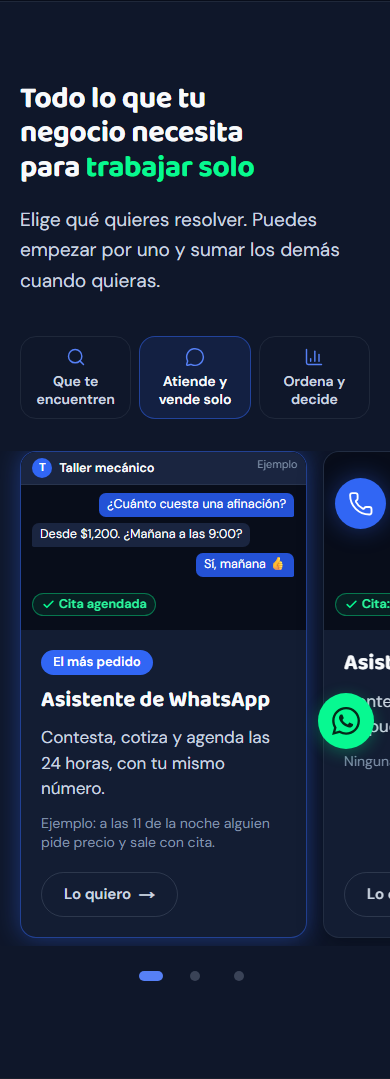 Todo lo que tu
negocio necesita
para trabajar solo
Elige qué quieres resolver. Puedes
empezar por uno y sumar los demás
cuando quieras.
Que te
encuentren
Atiende y
vende solo
Ordena y
decide
T Taller mecánico
Ejemplo
¿Cuánto cuesta una afinación?
Desde $1,200. ¿Mañana a las 9:00?
Sí, mañana 👍
Cita agendada
El más pedido
Asistente de WhatsApp
Contesta, cotiza y agenda las
24 horas, con tu mismo
número.
Ejemplo: a las 11 de la noche alguien
pide precio y sale con cita.
Lo quiero →
Cita:
Lo